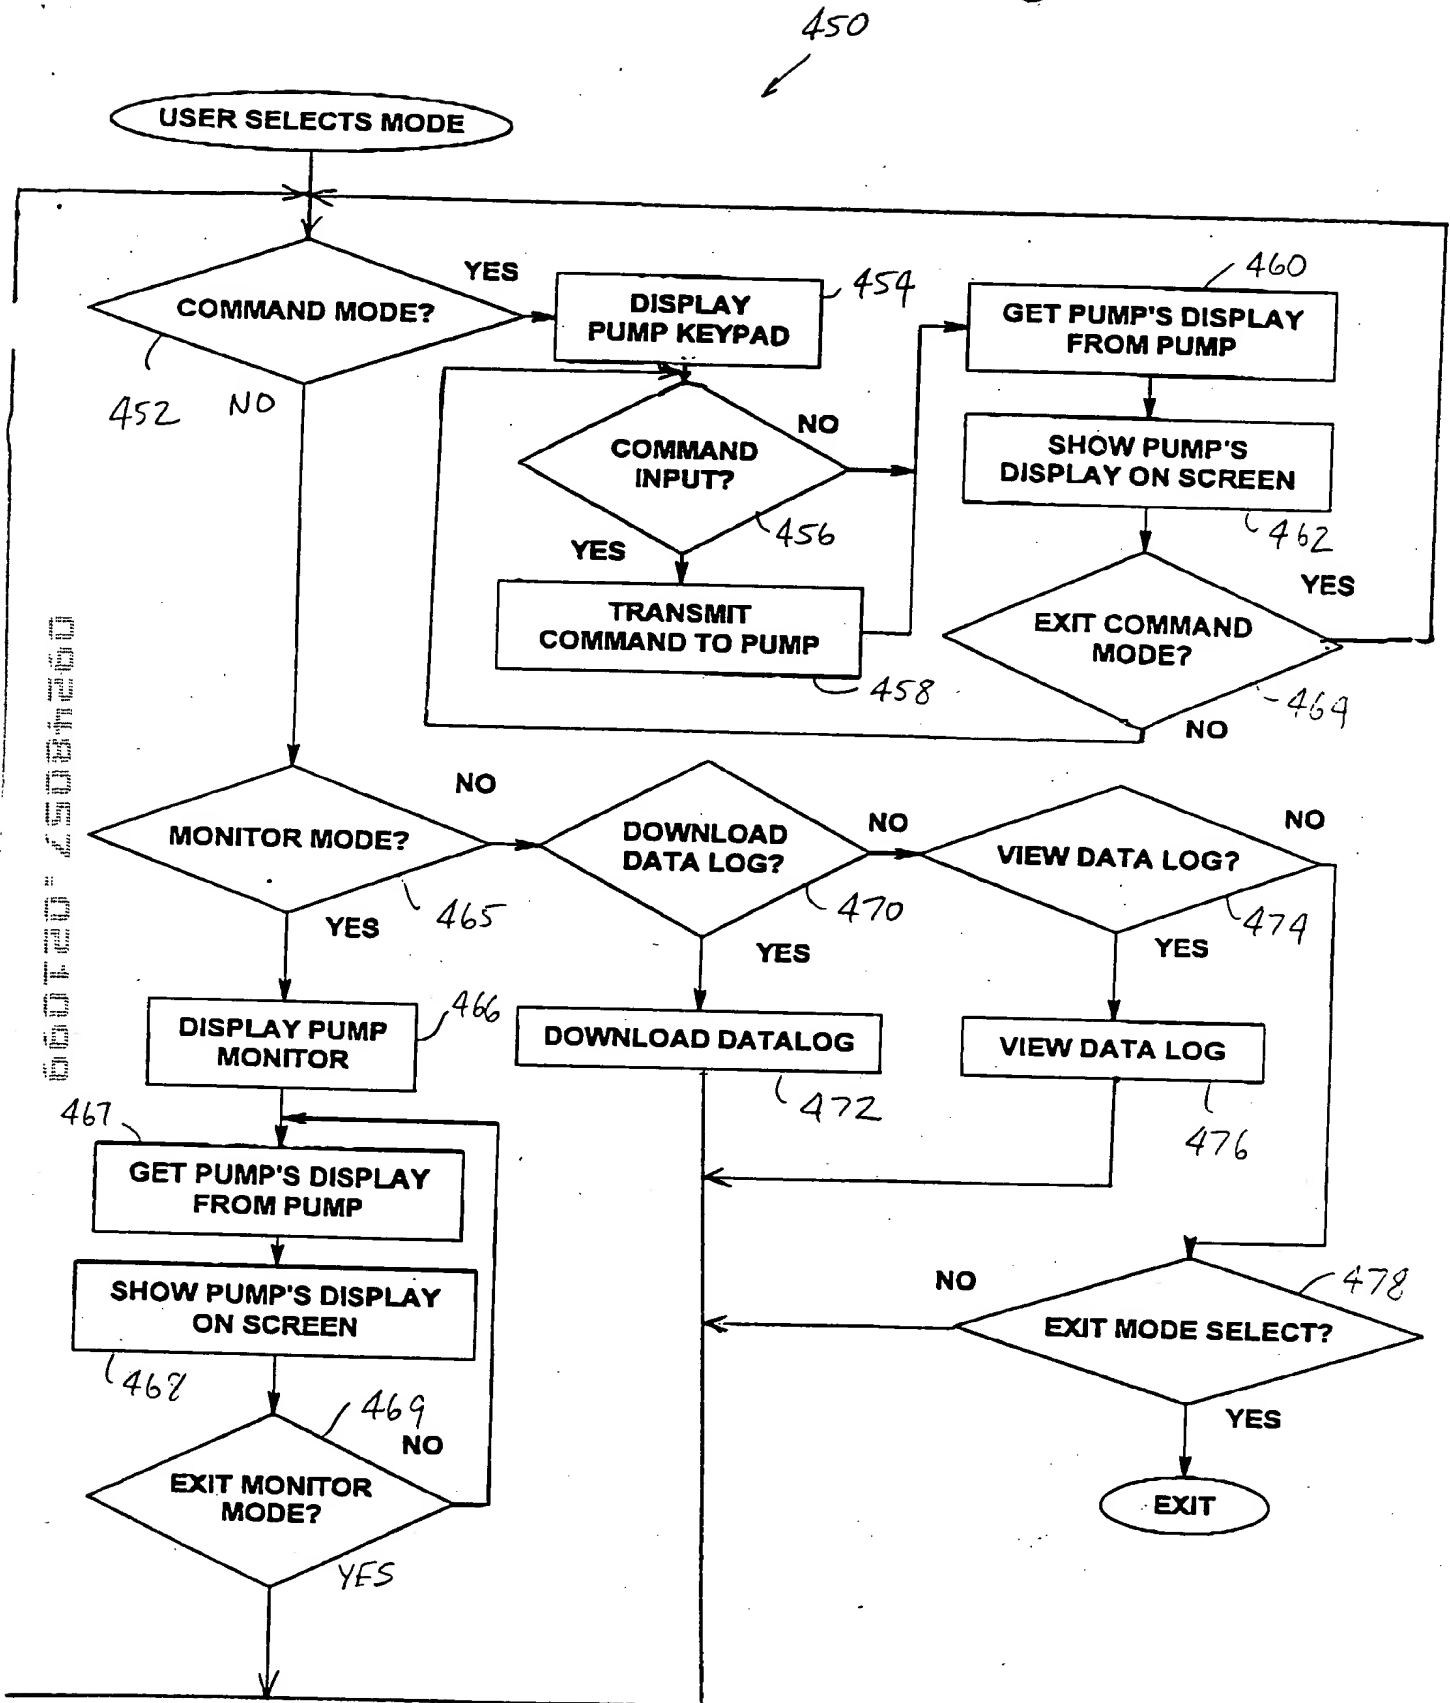 450
USER SELECTS MODE
COMMAND MODE?
YES
452
NO
DISPLAY
PUMP KEYPAD
454
COMMAND
INPUT?
NO
456
YES
TRANSMIT
COMMAND TO PUMP
458
460
GET PUMP'S DISPLAY
FROM PUMP
SHOW PUMP'S
DISPLAY ON SCREEN
462
EXIT COMMAND
MODE?
YES
464
NO
MONITOR MODE?
NO
465
YES
DOWNLOAD
DATA LOG?
NO
470
YES
VIEW DATA LOG?
NO
474
YES
DISPLAY PUMP
MONITOR
466
DOWNLOAD DATALOG
472
VIEW DATA LOG
476
467
GET PUMP'S DISPLAY
FROM PUMP
SHOW PUMP'S DISPLAY
ON SCREEN
468
469
NO
EXIT MONITOR
MODE?
YES
NO
478
EXIT MODE SELECT?
YES
EXIT